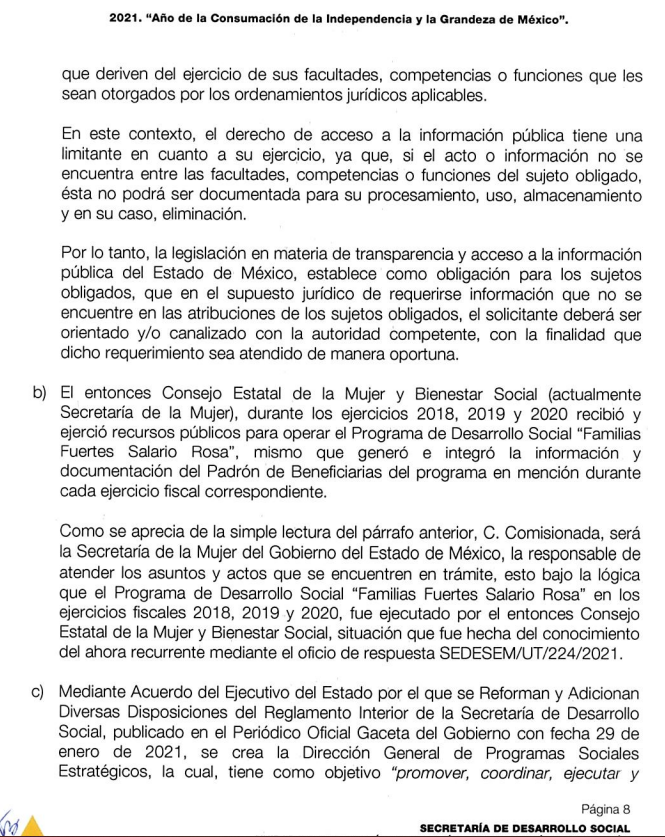 2021. “Año de la Consumación de la Independencia y la Grandeza de México”.
que deriven del ejercicio de sus facultades, competencias o funciones que les
sean otorgados por los ordenamientos jurídicos aplicables.
En este contexto, el derecho de acceso a la información pública tiene una
limitante en cuanto a su ejercicio, ya que, si el acto o información no se
encuentra entre las facultades, competencias o funciones del sujeto obligado,
ésta no podrá ser documentada para su procesamiento, uso, almacenamiento
y en su caso, eliminación.
Por lo tanto, la legislación en materia de transparencia y acceso a la información
pública del Estado de México, establece como obligación para los sujetos
obligados, que en el supuesto jurídico de requerirse información que no se
encuentre en las atribuciones de los sujetos obligados, el solicitante deberá ser
orientado y/o canalizado con la autoridad competente, con la finalidad que
dicho requerimiento sea atendido de manera oportuna.
b) El entonces Consejo Estatal de la Mujer y Bienestar Social (actualmente
Secretaría de la Mujer), durante los ejercicios 2018, 2019 y 2020 recibió y
ejerció recursos públicos para operar el Programa de Desarrollo Social “Familias
Fuertes Salario Rosa”, mismo que generó e integró la información y
documentación del Padrón de Beneficiarias del programa en mención durante
cada ejercicio fiscal correspondiente.
Como se aprecia de la simple lectura del párrafo anterior, C. Comisionada, será
la Secretaría de la Mujer del Gobierno del Estado de México, la responsable de
atender los asuntos y actos que se encuentren en trámite, esto bajo la lógica
que el Programa de Desarrollo Social “Familias Fuertes Salario Rosa” en los
ejercicios fiscales 2018, 2019 y 2020, fue ejecutado por el entonces Consejo
Estatal de la Mujer y Bienestar Social, situación que fue hecha del conocimiento
del ahora recurrente mediante el oficio de respuesta SEDESEM/UT/224/2021.
c) Mediante Acuerdo del Ejecutivo del Estado por el que se Reforman y Adicionan
Diversas Disposiciones del Reglamento Interior de la Secretaría de Desarrollo
Social, publicado en el Periódico Oficial Gaceta del Gobierno con fecha 29 de
enero de 2021, se crea la Dirección General de Programas Sociales
Estratégicos, la cual, tiene como objetivo “promover, coordinar, ejecutar y
Página 8
SECRETARÍA DE DESARROLLO SOCIAL